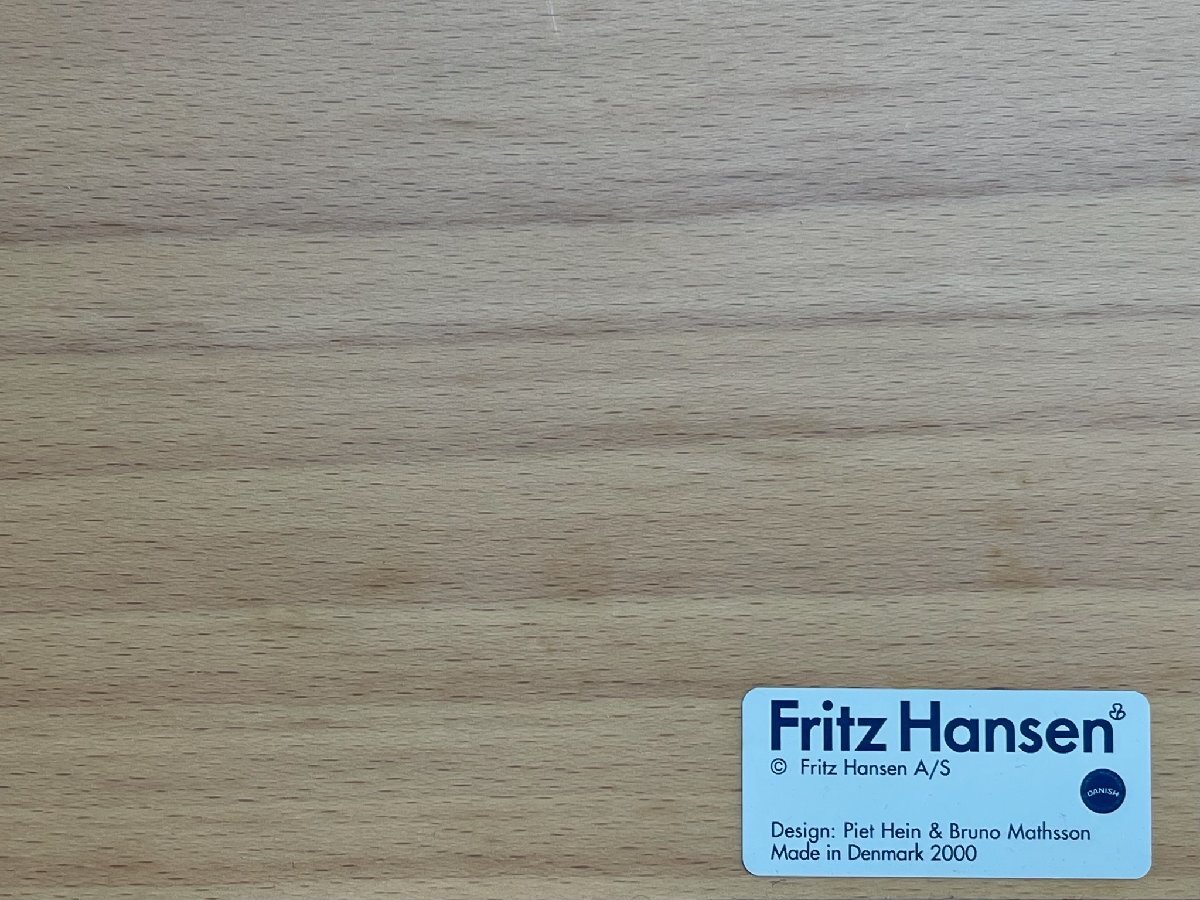 Fritz Hansen
© Fritz Hansen A/S
DANISH
Design: Piet Hein & Bruno Mathsson
Made in Denmark 2000